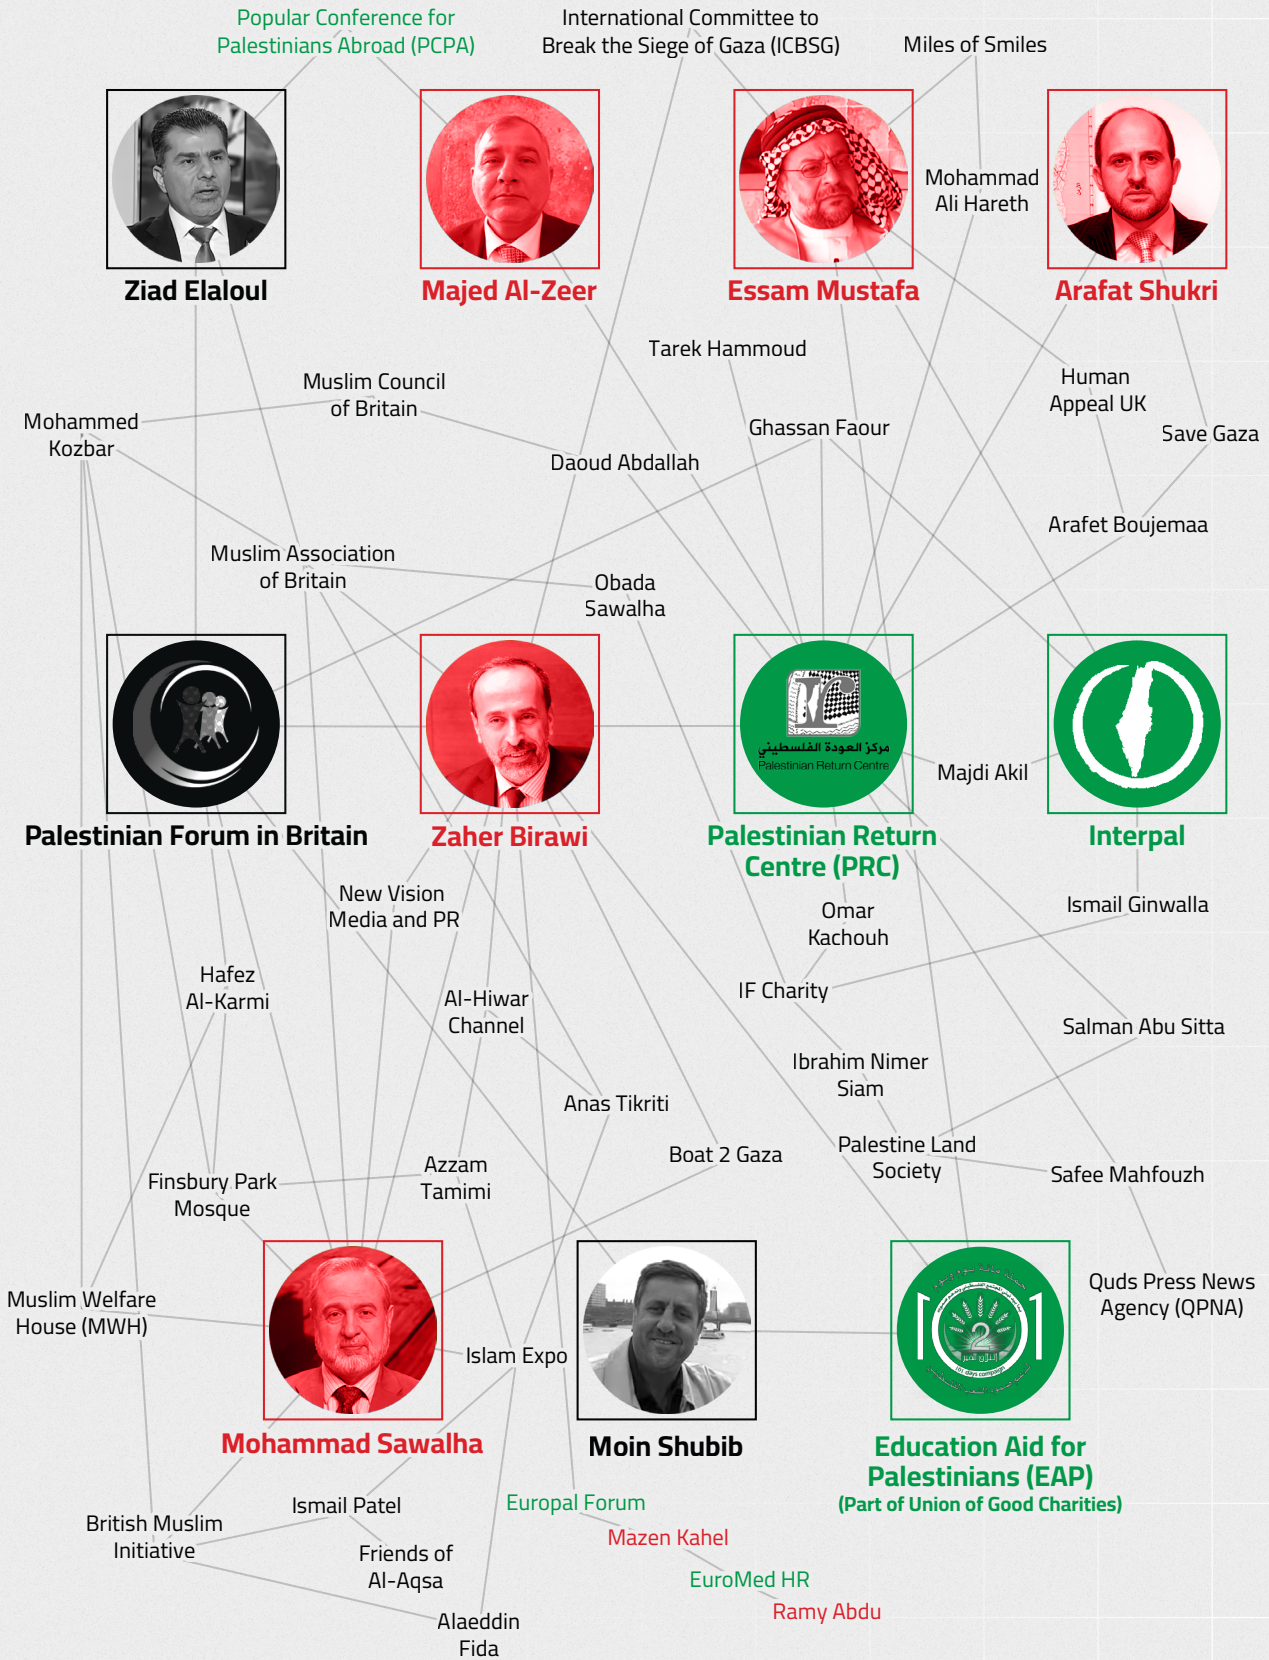 Popular Conference for
Palestinians Abroad (PCPA)
International Committee to
Break the Siege of Gaza (ICBSG)
Miles of Smiles
Mohammad
Ali Hareth
Ziad Elaloul
Majed Al-Zeer
Essam Mustafa
Arafat Shukri
Tarek Hammoud
Muslim Council
of Britain
Human
Appeal UK
Mohammed
Kozbar
Ghassan Faour
Save Gaza
Daoud Abdallah
Arafet Boujemaa
Muslim Association
of Britain
Obada
Sawalha
مركز العودة الفلسطيني
Palestinian Return Centre
Majdi Akil
Palestinian Forum in Britain
Zaher Birawi
Palestinian Return
Centre (PRC)
Interpal
New Vision
Media and PR
Omar
Kachouh
Ismail Ginwalla
Hafez
Al-Karmi
Al-Hiwar
Channel
IF Charity
Salman Abu Sitta
Ibrahim Nimer
Siam
Anas Tikriti
Boat 2 Gaza
Palestine Land
Society
Azzam
Tamimi
Finsbury Park
Mosque
Safee Mahfouzh
Muslim Welfare
House (MWH)
Quds Press News
Agency (QPNA)
101
2
101 days campaign
Islam Expo
Mohammad Sawalha
Moin Shubib
Education Aid for
Palestinians (EAP)
(Part of Union of Good Charities)
Ismail Patel
Europal Forum
British Muslim
Initiative
Mazen Kahel
Friends of
Al-Aqsa
EuroMed HR
Ramy Abdu
Alaeddin
Fida